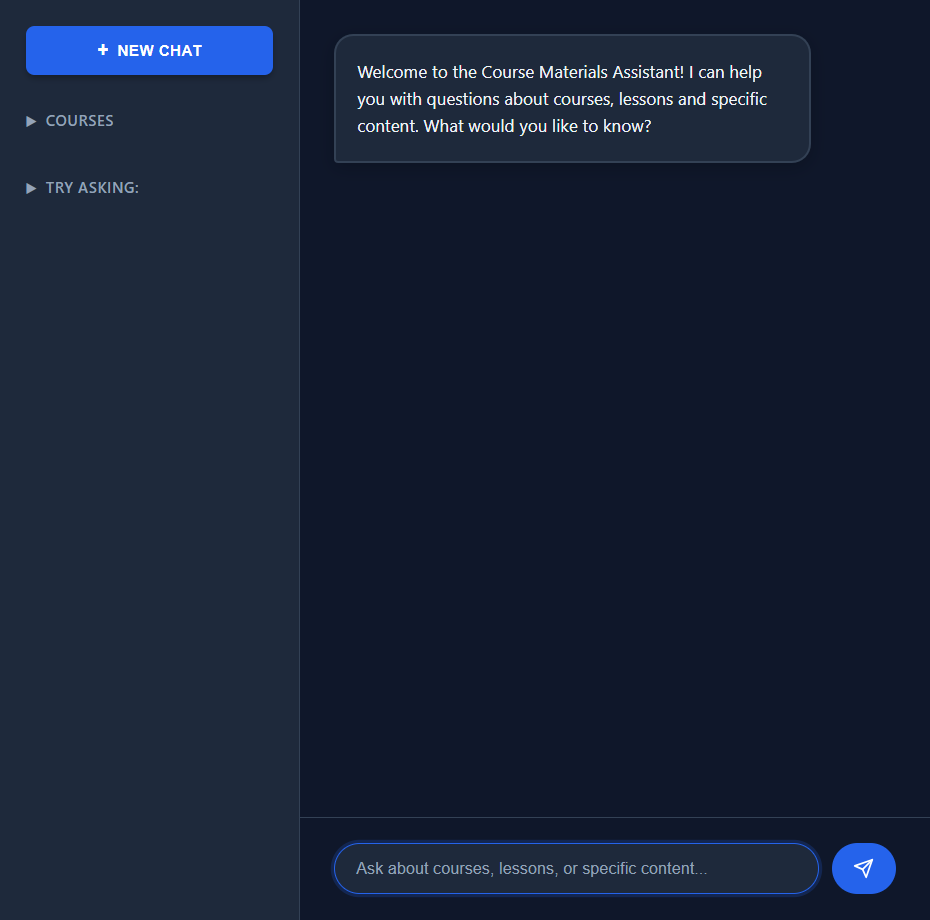 + NEW CHAT
▶ COURSES
▶ TRY ASKING:
Welcome to the Course Materials Assistant! I can help
you with questions about courses, lessons and specific
content. What would you like to know?
Ask about courses, lessons, or specific content...